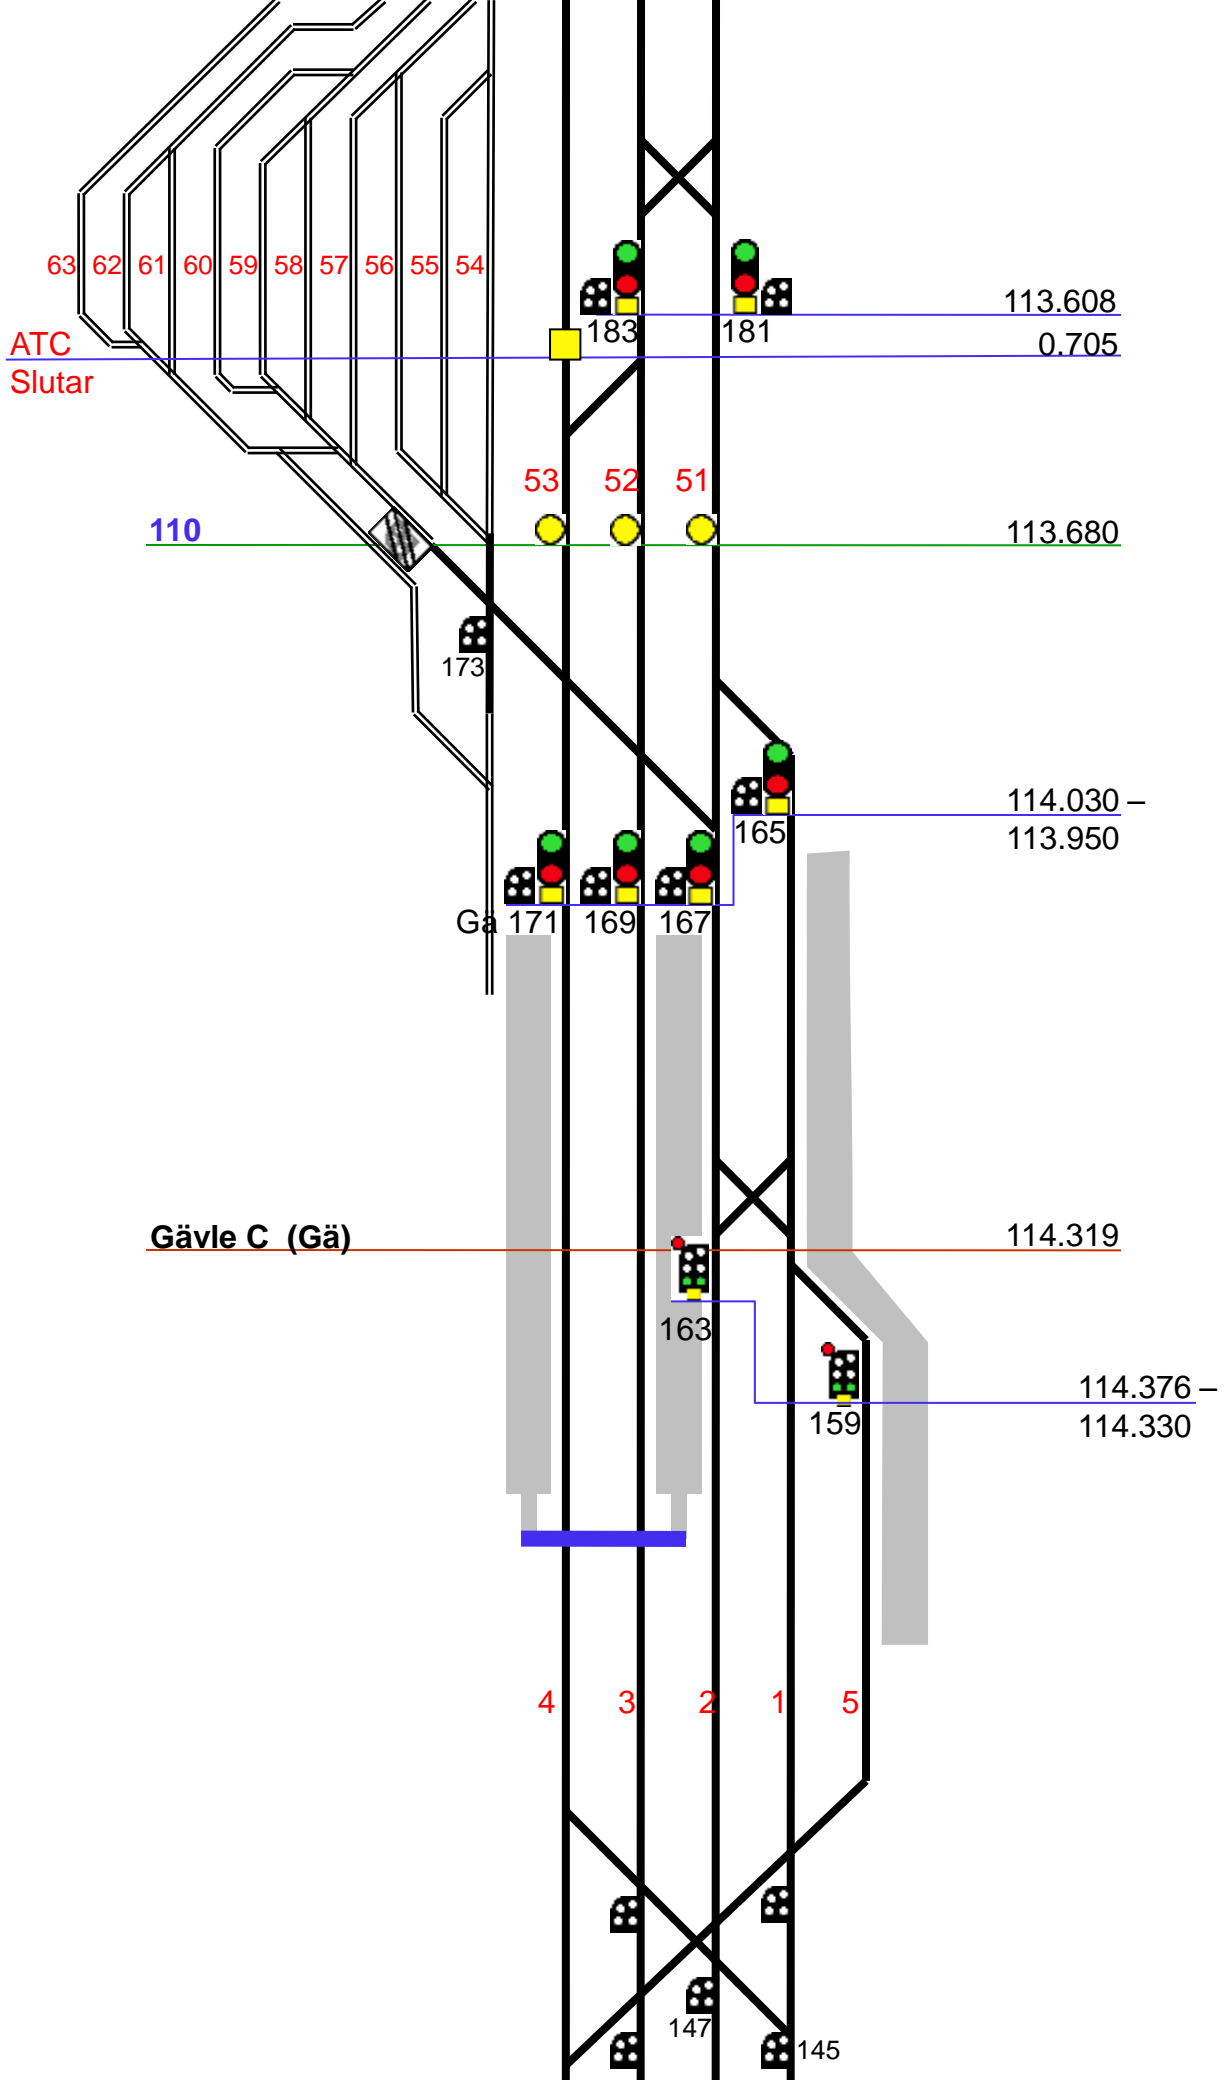 63 62 61 60 59 58 57 56 55 54
113.608
183 181
ATC
0.705
Slutar
53 52 51
110
113.680
173
114.030 –
165
113.950
Gä 171 169 167
Gävle C (Gä)
114.319
163
114.376 –
159
114.330
4 3 2 1 5
147
145